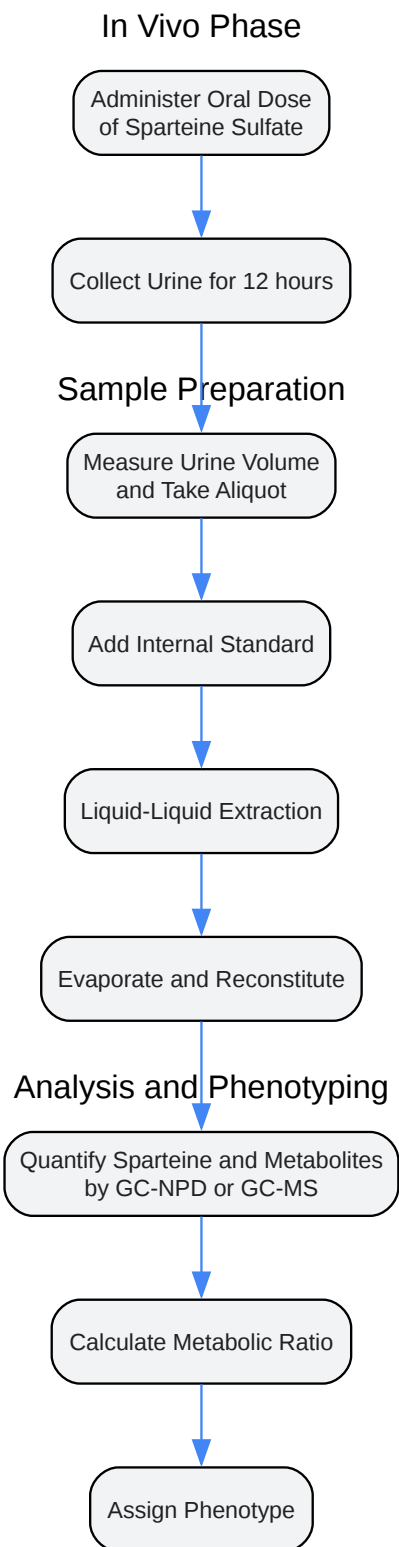 In Vivo Phase
Administer Oral Dose
of Sparteine Sulfate
Collect Urine for 12 hours
Sample Preparation
Measure Urine Volume
and Take Aliquot
Add Internal Standard
Liquid-Liquid Extraction
Evaporate and Reconstitute
Analysis and Phenotyping
Quantify Sparteine and Metabolites
by GC-NPD or GC-MS
Calculate Metabolic Ratio
Assign Phenotype